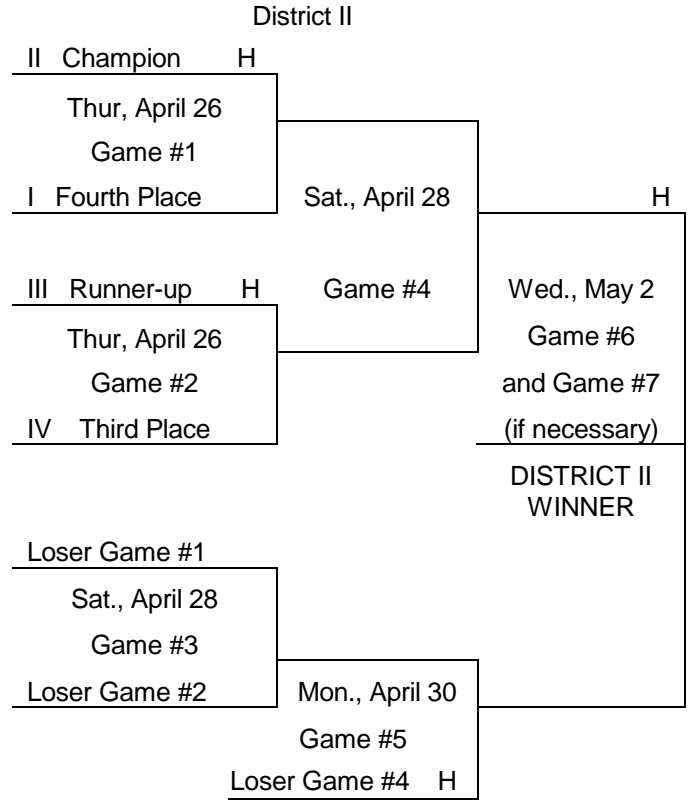 District II
II Champion H
Thur, April 26
Game #1
I Fourth Place
Sat., April 28
H
III Runner-up H
Game #4
Wed., May 2
Thur, April 26
Game #6
Game #2
and Game #7
IV Third Place
(if necessary)
DISTRICT II
WINNER
Loser Game #1
Sat., April 28
Game #3
Loser Game #2
Mon., April 30
Game #5
Loser Game #4 H